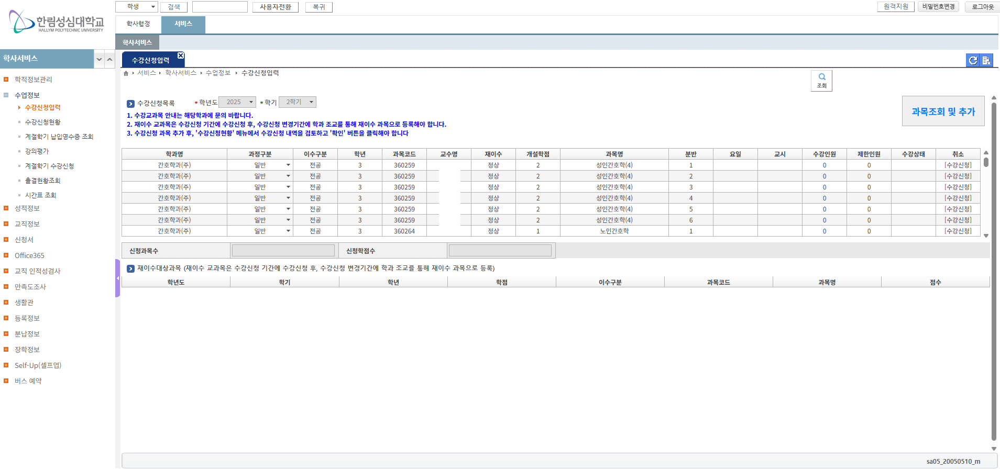 한림성심대학교
HALLYM POLYTECHNIC UNIVERSITY
학생 검색 사용자전환 복귀 원격지원 비밀번호변경 로그아웃
학사행정 서비스
학사서비스
학사서비스
학적정보관리
수업정보
수강신청입력
수강신청현황
계절학기 납입영수증 조회
강의평가
계절학기 수강신청
출결현황조회
시간표 조회
성적정보
교직정보
신청서
Office365
교직 인적성검사
만족도조사
생활관
등록정보
분납정보
장학정보
Self-Up(셀프업)
버스 예약
수강신청입력
서비스 학사서비스 수업정보 수강신청입력
조회
수강신청목록 * 학년도 2025 * 학기 2학기
과목조회 및 추가
1. 수강교과목 안내는 해당학과에 문의 바랍니다.
2. 재이수 교과목은 수강신청 기간에 수강신청 후, 수강신청 변경기간에 학과 조교를 통해 재이수 과목으로 등록해야 합니다.
3. 수강신청 과목 추가 후, '수강신청현황' 메뉴에서 수강신청 내역을 검토하고 '확인' 버튼을 클릭해야 합니다
학과명 과정구분 이수구분 학년 과목코드 교수명 재이수 개설학점 과목명 분반 요일 교시 수강인원 제한인원 수강상태 취소
간호학과(주) 일반 전공 3 360259 정상 2 성인간호학(4) 1 0 0 [수강신청]
간호학과(주) 일반 전공 3 360259 정상 2 성인간호학(4) 2 0 0 [수강신청]
간호학과(주) 일반 전공 3 360259 정상 2 성인간호학(4) 3 0 0 [수강신청]
간호학과(주) 일반 전공 3 360259 정상 2 성인간호학(4) 4 0 0 [수강신청]
간호학과(주) 일반 전공 3 360259 정상 2 성인간호학(4) 5 0 0 [수강신청]
간호학과(주) 일반 전공 3 360259 정상 2 성인간호학(4) 6 0 0 [수강신청]
간호학과(주) 일반 전공 3 360264 정상 1 노인간호학 1 0 0 [수강신청]
신청과목수 신청학점수
재이수대상과목 (재이수 교과목은 수강신청 기간에 수강신청 후, 수강신청 변경기간에 학과 조교를 통해 재이수 과목으로 등록)
학년도 학기 학년 학점 이수구분 과목코드 과목명 점수
sa05_20050510_m